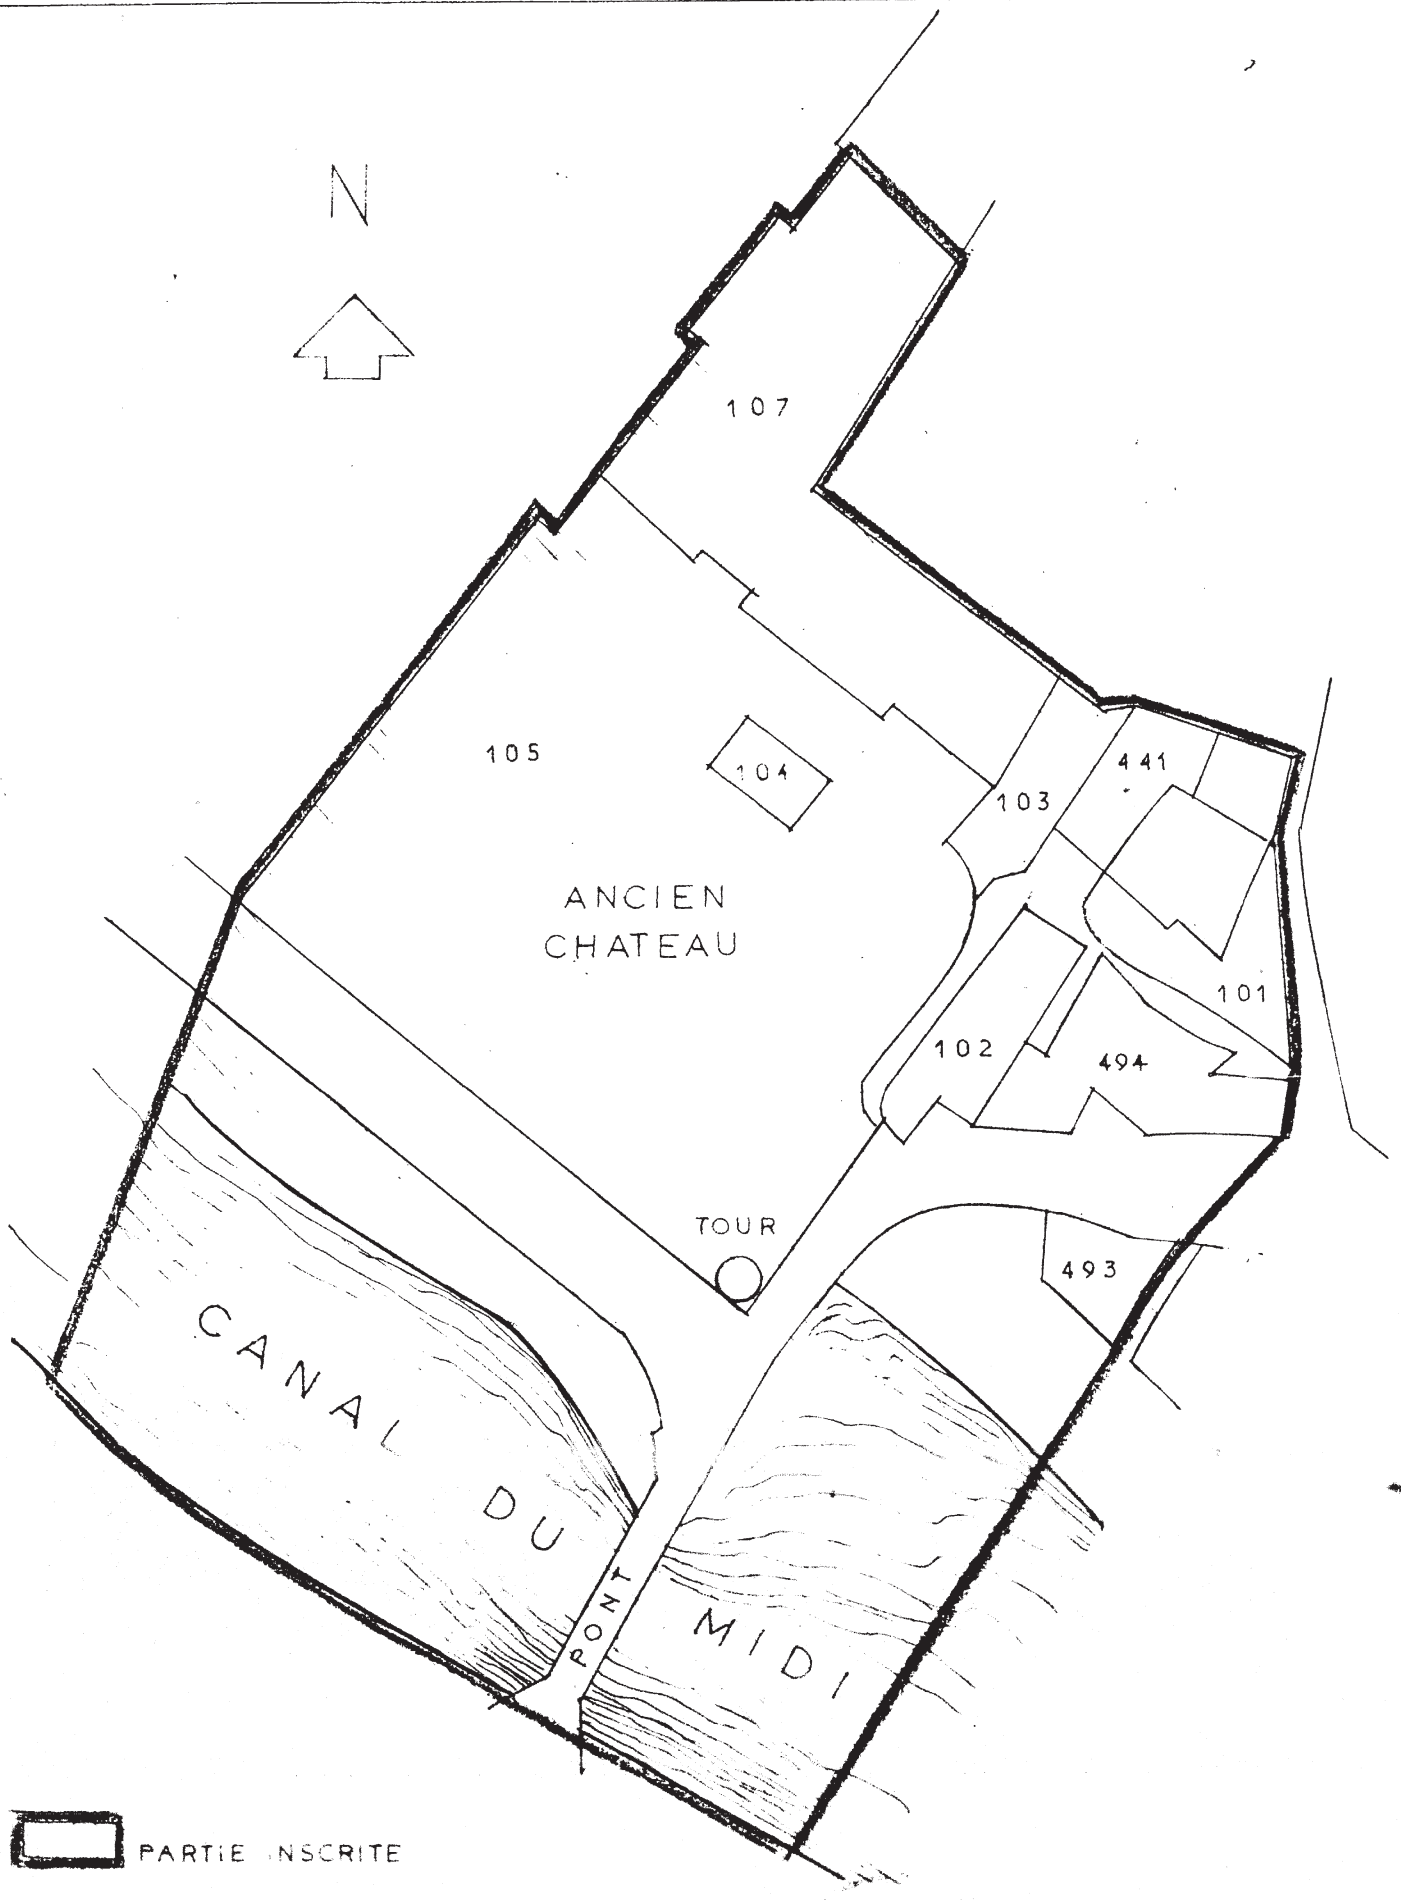 N
107
105
104
441
103
ANCIEN
CHATEAU
101
102
494
TOUR
493
CANAL
DU
PONT
MIDI
PARTIE INSCRITE